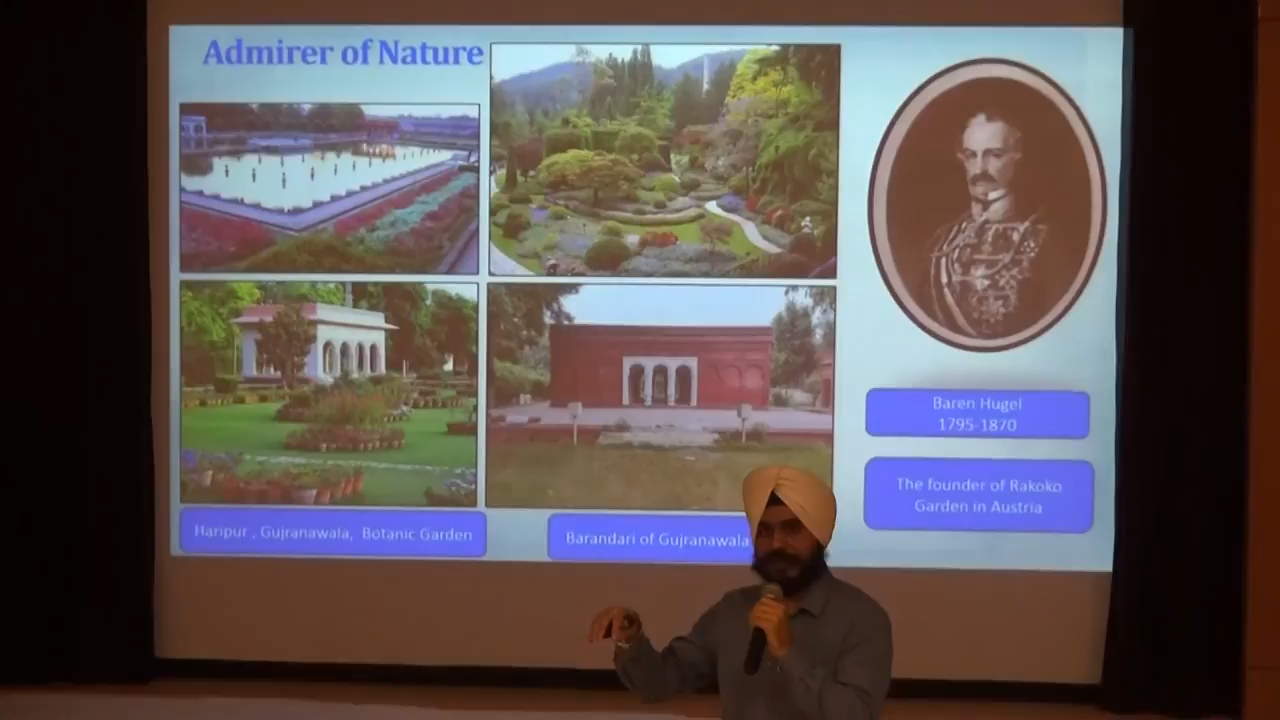 Admirer of Nature
Haripur , Gujranawala, Botanic Garden
Barandari of Gujranawala
Baren Hugel
1795-1870
The founder of Rakoko
Garden in Austria